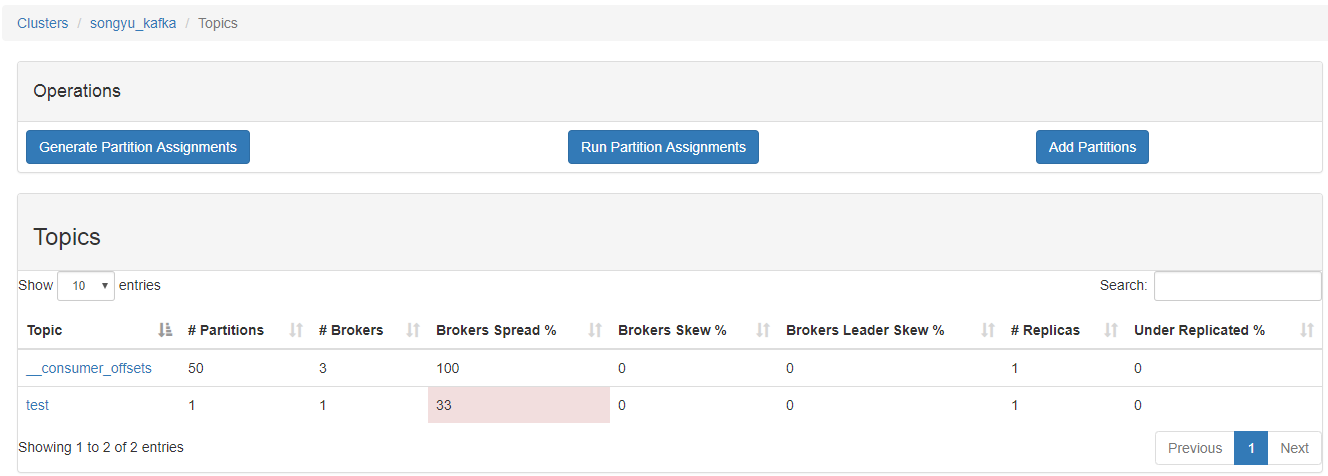 Clusters / songyu_kafka / Topics
Operations
Generate Partition Assignments Run Partition Assignments Add Partitions
Topics
Show 10 entries Search:
Topic # Partitions # Brokers Brokers Spread % Brokers Skew % Brokers Leader Skew % # Replicas Under Replicated %
__consumer_offsets 50 3 100 0 0 1 0
test 1 1 33 0 0 1 0
Showing 1 to 2 of 2 entries Previous 1 Next